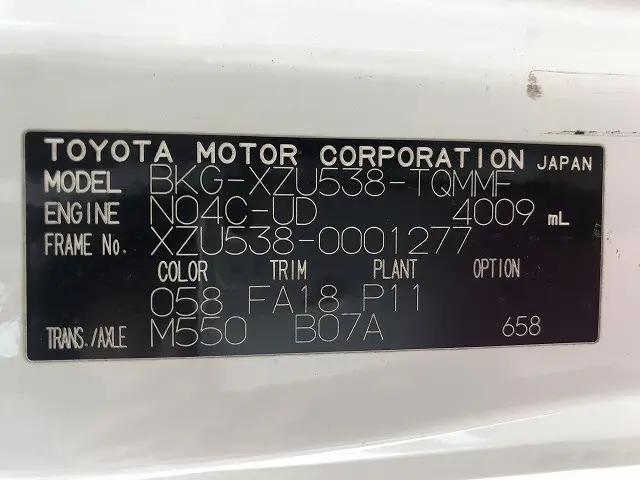 TOYOTA MOTOR CORPORATION JAPAN
MODEL BKG-XZU538-TQMMF
ENGINE N04C-UD 4009 mL
FRAME No. XZU538-0001277
COLOR TRIM PLANT OPTION
058 FA18 P11
TRANS./AXLE M550 B07A 658